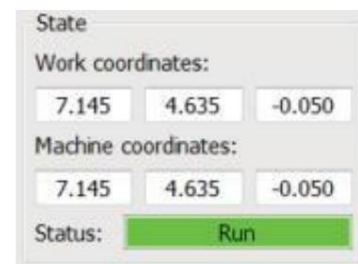 State
Work coordinates:
7.145 4.635 -0.050
Machine coordinates:
7.145 4.635 -0.050
Status: Run